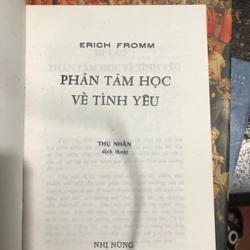 ERICH FROMM
PHÂN TÂM HỌC
VỀ TÌNH YÊU
THỤ NHÂN
dịch thuật
NHỊ NÙNG